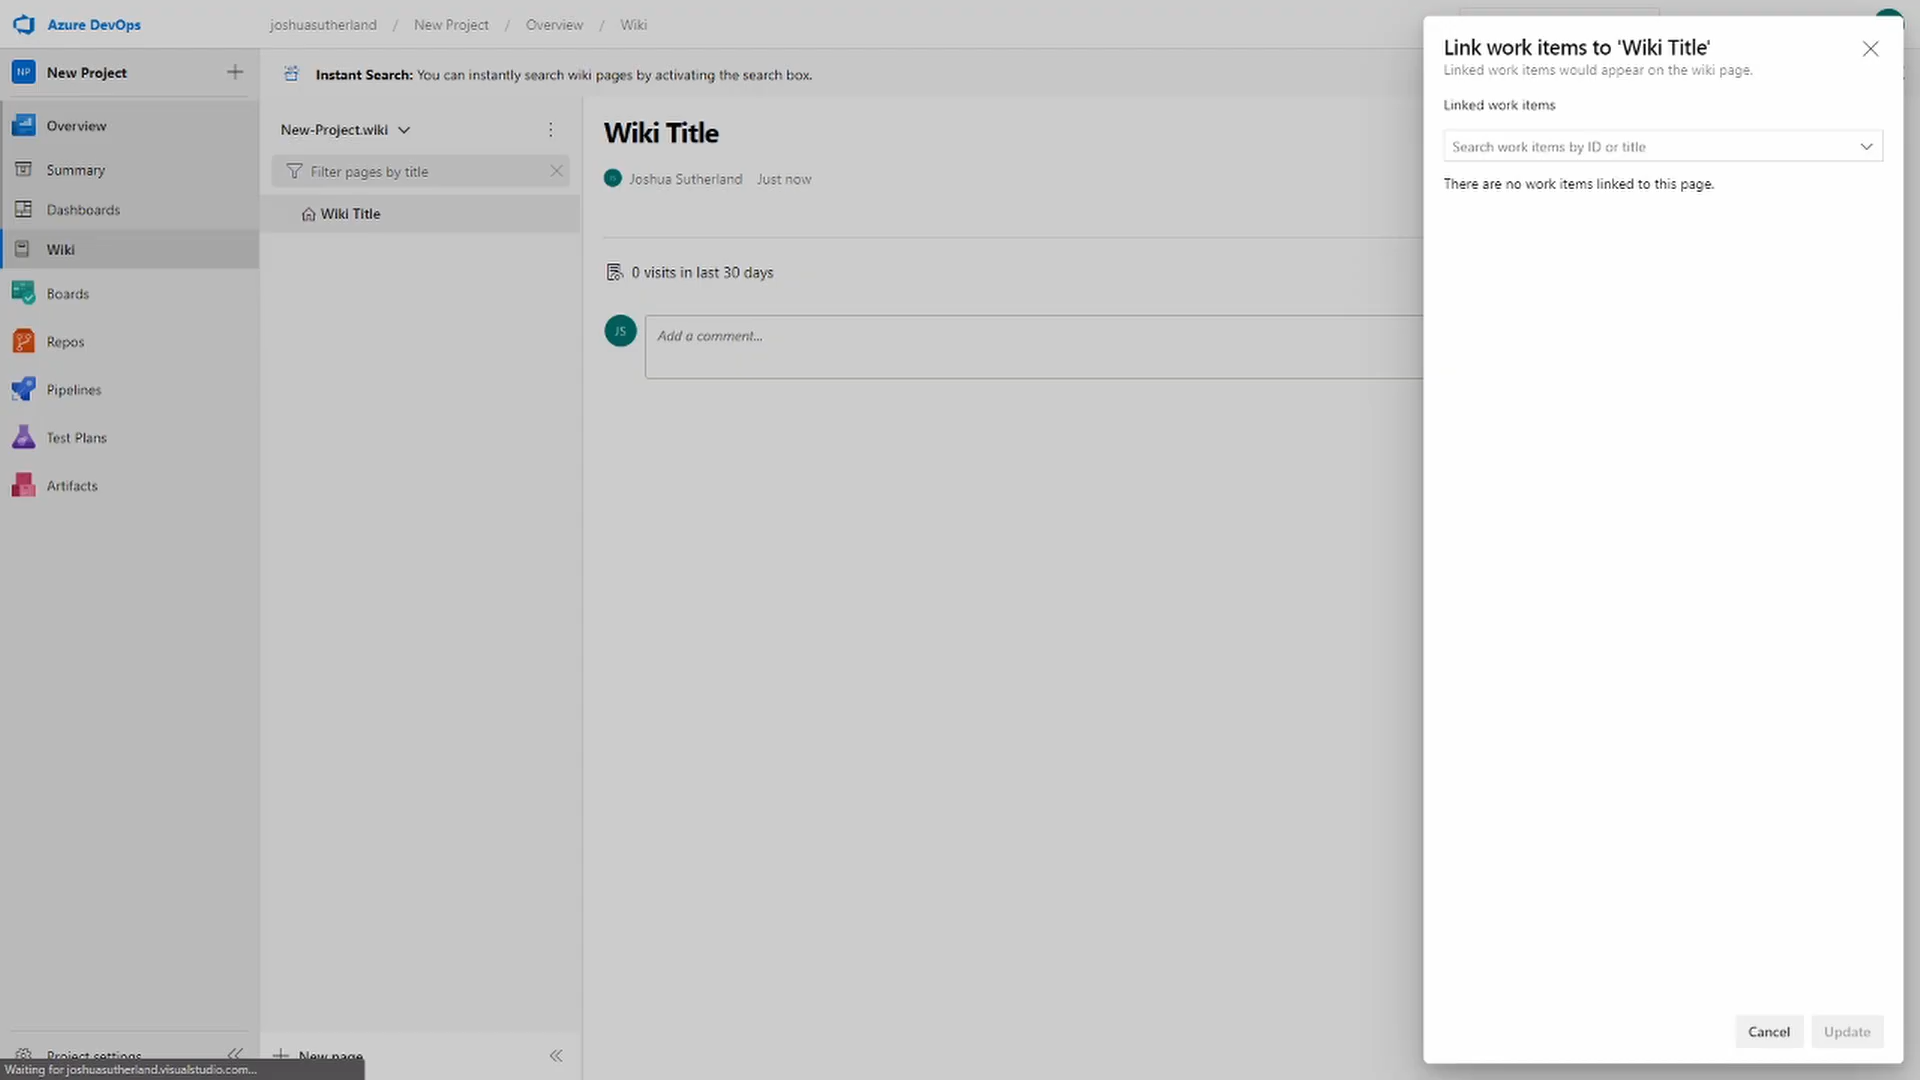 Azure DevOps
joshuasutherland / New Project / Overview / Wiki
NP New Project
Instant Search: You can instantly search wiki pages by activating the search box.
Overview
Summary
Dashboards
Wiki
Boards
Repos
Pipelines
Test Plans
Artifacts
Project settings
New-Project.wiki
Filter pages by title
Wiki Title
New page
Wiki Title
Joshua Sutherland Just now
0 visits in last 30 days
JS Add a comment...
Link work items to 'Wiki Title'
Linked work items would appear on the wiki page.
Linked work items
Search work items by ID or title
There are no work items linked to this page.
Cancel Update
Waiting for joshuasutherland.visualstudio.com...